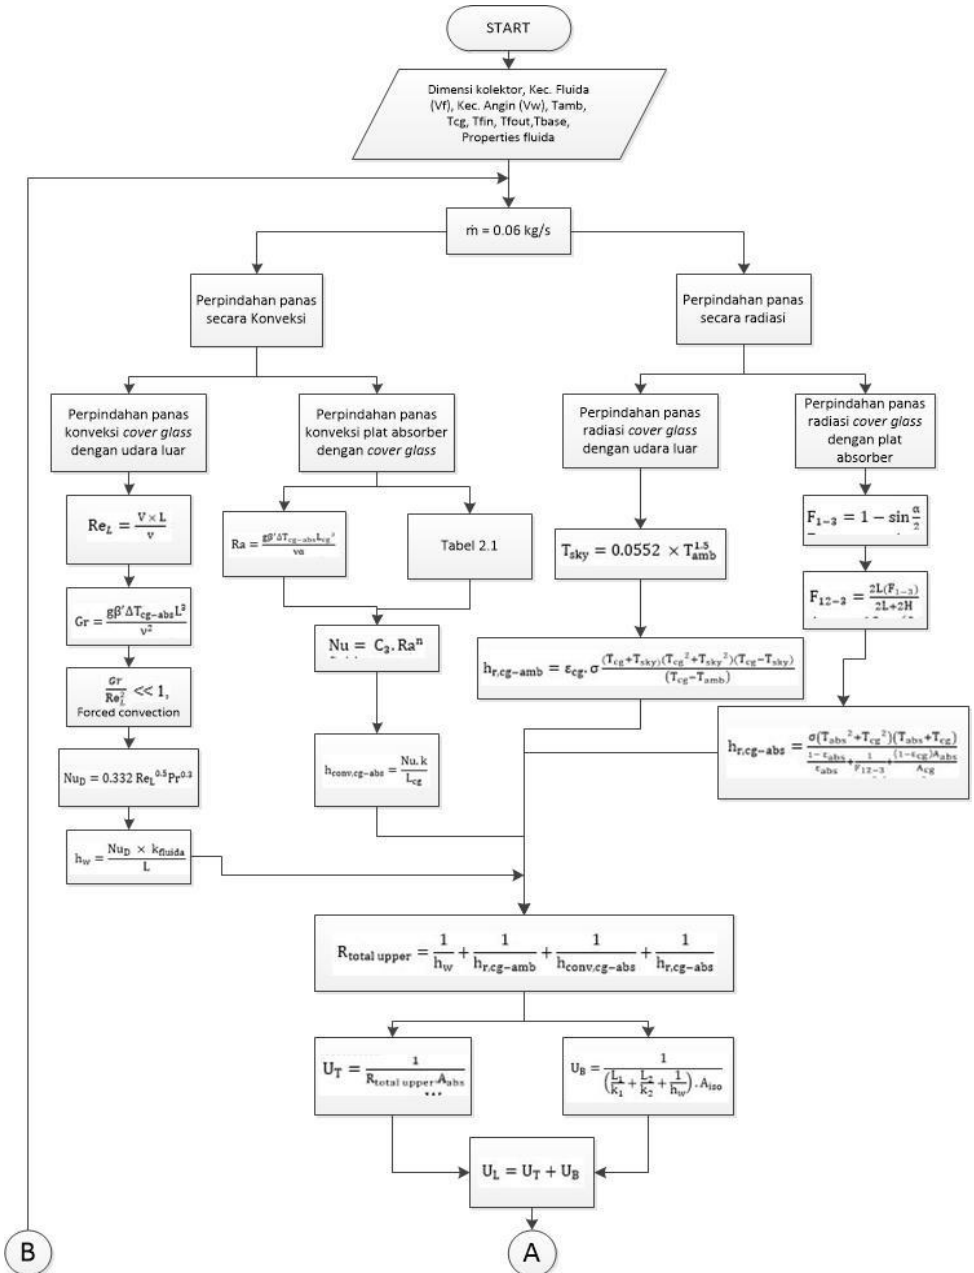 START
Dimensi kolektor, Kec. Fluida
(Vf), Kec. Angin (Vw), Tamb,
Tcg, Tfin, Tfout,Tbase,
Properties fluida
ṁ = 0.06 kg/s
Perpindahan panas
secara Konveksi
Perpindahan panas
secara radiasi
Perpindahan panas
konveksi cover glass
dengan udara luar
Perpindahan panas
konveksi plat absorber
dengan cover glass
Perpindahan panas
radiasi cover glass
dengan udara luar
Perpindahan panas
radiasi cover glass
dengan plat
absorber
Re_L = (V × L)/v
Ra = (gβ′ΔT_cg−abs L_cg³)/(vα)
Tabel 2.1
T_sky = 0.0552 × T_amb^1.5
F_1−3 = 1 − sin α/2
Gr = (gβ′ΔT_cg−abs L³)/v²
F_12−3 = 2L(F_1−3)/(2L+2H)
Nu = C_3. Ra^n
h_r,cg−amb = ε_cg. σ (T_cg+T_sky)(T_cg²+T_sky²)(T_cg−T_sky)/(T_cg−T_amb)
Gr/Re_L² << 1,
Forced convection
h_r,cg−abs = σ(T_abs²+T_cg²)(T_abs+T_cg)/((1−ε_abs)/ε_abs + 1/F_12−3 + (1−ε_cg)A_abs/A_cg)
Nu_D = 0.332 Re_L^0.5 Pr^0.3
h_conv,cg−abs = Nu.k/L_cg
h_w = (Nu_D × k_fluida)/L
R_total upper = 1/h_w + 1/h_r,cg−amb + 1/h_conv,cg−abs + 1/h_r,cg−abs
U_T = 1/(R_total upper.A_abs)
U_B = 1/((L_1/k_1 + L_2/k_2 + 1/h_w). A_iso)
U_L = U_T + U_B
B
A